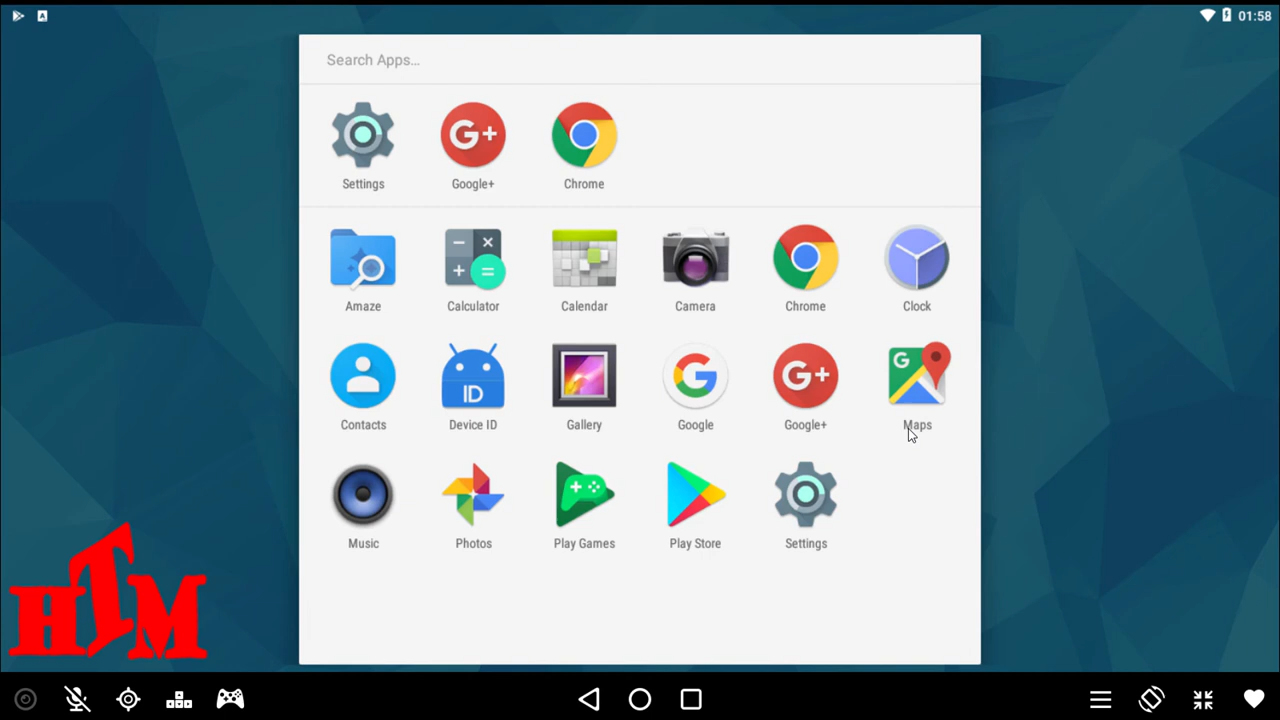 01:58
Search Apps...
Settings
Google+
Chrome
Amaze
Calculator
Calendar
Camera
Chrome
Clock
Contacts
Device ID
Gallery
Google
Google+
Maps
Music
Photos
Play Games
Play Store
Settings
A
G+
ID
G
G
G+
G
HTM